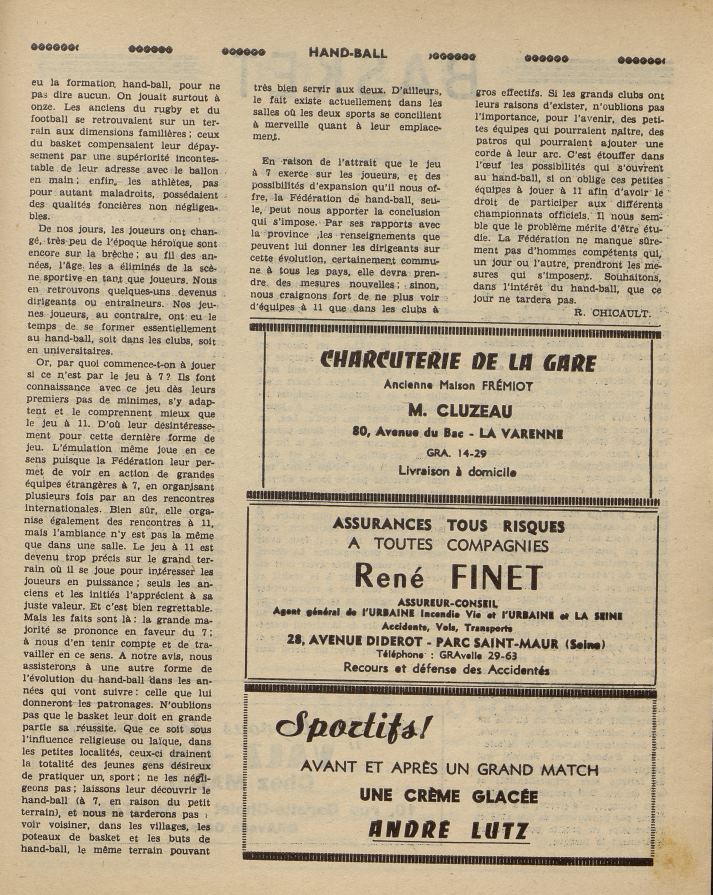 HAND-BALL
eu la formation hand-ball, pour ne
pas dire aucun. On jouait surtout à
onze. Les anciens du rugby et du
football se retrouvaient sur un ter-
rain aux dimensions familières ; ceux
du basket compensaient leur dépay-
sement par une supériorité incontes-
table de leur adresse avec le ballon
en main ; enfin, les athlètes, pas
pour autant maladroits, possédaient
des qualités foncières non négligea-
bles.
De nos jours, les joueurs ont chan-
gé, très peu de l'époque héroïque sont
encore sur la brèche ; au fil des an-
nées, l'âge les a éliminés de la scè-
ne sportive en tant que joueurs. Nous
en retrouvons quelques-uns devenus
dirigeants ou entraîneurs. Nos jeu-
nes joueurs, au contraire, ont eu le
temps de se former essentiellement
au hand-ball, soit dans les clubs, soit
en universitaires.
Or, par quoi commence-t-on à jouer
si ce n'est par le jeu à 7 ? Ils font
connaissance avec ce jeu dès leurs
premiers pas de minimes, s'y adap-
tent et le comprennent mieux que
le jeu à 11. D'où leur désintéresse-
ment pour cette dernière forme de
jeu. L'émulation même joue en ce
sens puisque la Fédération leur per-
met de voir en action de grandes
équipes étrangères à 7, en organisant
plusieurs fois par an des rencontres
internationales. Bien sûr, elle orga-
nise également des rencontres à 11,
mais l'ambiance n'y est pas la même
que dans une salle. Le jeu à 11 est
devenu trop précis sur le grand ter-
rain où il se joue pour intéresser les
joueurs en puissance ; seuls les an-
ciens et les initiés l'apprécient à sa
juste valeur. Et c'est bien regrettable.
Mais les faits sont là : la grande ma-
jorité se prononce en faveur du 7 ;
à nous d'en tenir compte et de tra-
vailler en ce sens. A notre avis, nous
assisterons à une autre forme de
l'évolution du hand-ball dans les an-
nées qui vont suivre : celle que lui
donneront les patronages. N'oublions
pas que le basket leur doit en grande
partie sa réussite. Que ce soit sous
l'influence religieuse ou laïque, dans
les petites localités, ceux-ci drainent
la totalité des jeunes gens désireux
de pratiquer un sport ; ne les négli-
geons pas ; laissons leur découvrir le
hand-ball (à 7, en raison du petit
terrain), et nous ne tarderons pas
voir voisiner, dans les villages, les
poteaux de basket et les buts de
hand-ball, le même terrain pouvant
très bien servir aux deux. D'ailleurs,
le fait existe actuellement dans les
salles où les deux sports se concilient
à merveille quant à leur emplace-
ment.
En raison de l'attrait que le jeu
à 7 exerce sur les joueurs, et des
possibilités d'expansion qu'il nous of-
fre, la Fédération de hand-ball, seu-
le, peut nous apporter la conclusion
qui s'impose. Par ses rapports avec
la province ,les renseignements que
peuvent lui donner les dirigeants sur
cette évolution, certainement commu-
ne à tous les pays, elle devra pren-
dre des mesures nouvelles ; sinon,
nous craignons fort de ne plus voir
d'équipes à 11 que dans les clubs à
gros effectifs. Si les grands clubs ont
leurs raisons d'exister, n'oublions pas
l'importance, pour l'avenir, des peti-
tes équipes qui pourraient naître, des
patros qui pourraient ajouter une
corde à leur arc. C'est étouffer dans
l'œuf les possibilités qui s'ouvrent
au hand-ball, si on oblige ces petites
équipes à jouer à 11 afin d'avoir le
droit de participer aux différents
championnats officiels. Il nous sem-
ble que le problème mérite d'être étu-
die. La Fédération ne manque sûre-
ment pas d'hommes compétents qui,
un jour ou l'autre, prendront les me-
sures qui s'imposent. Souhaitons,
dans l'intérêt du hand-ball, que ce
jour ne tardera pas.
R. CHICAULT.
CHARCUTERIE DE LA GARE
Ancienne Maison FRÉMIOT
M. CLUZEAU
80, Avenue du Bac - LA VARENNE
GRA. 14-29
Livraison à domicile
ASSURANCES TOUS RISQUES
A TOUTES COMPAGNIES
René FINET
ASSUREUR-CONSEIL
Agent général de l'URBAINE Incendie Vie et l'URBAINE et LA SEINE
Accidents, Vols, Transports
28, AVENUE DIDEROT - PARC SAINT-MAUR (Seine)
Téléphone : GRAvelle 29-63
Recours et défense des Accidentés
Sportifs!
AVANT ET APRÈS UN GRAND MATCH
UNE CRÈME GLACÉE
ANDRÉ LUTZ